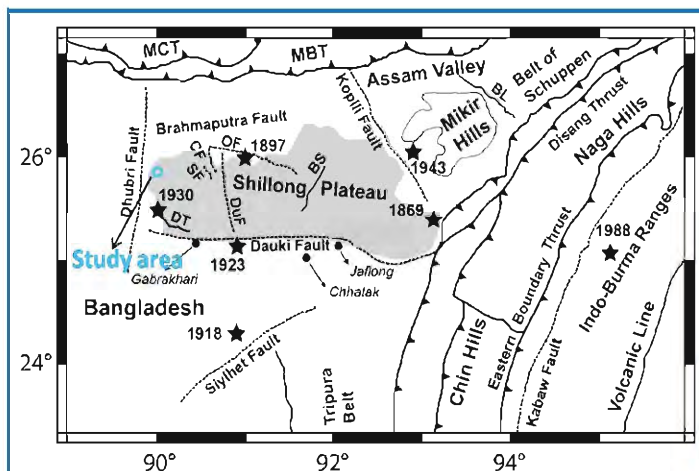 MCT
MBT
Assam Valley
Belt of
Schuppen
BL
Kopili Fault
Mikir
Hills
Disang Thrust
Naga Hills
Brahmaputra Fault
OF
1897
26°
1943
Dhubri Fault
CF
SF
BS
Shillong Plateau
1930
DT
DuF
1869
1988
Study area
Dauki Fault
Gabrakhari
1923
Jaflong
Chhatak
Bangladesh
Eastern Boundary Thrust
Indo-Burma Ranges
1918
24°
Sylhet Fault
Tripura
Belt
Chin Hills
Kabaw Fault
Volcanic Line
90°
92°
94°